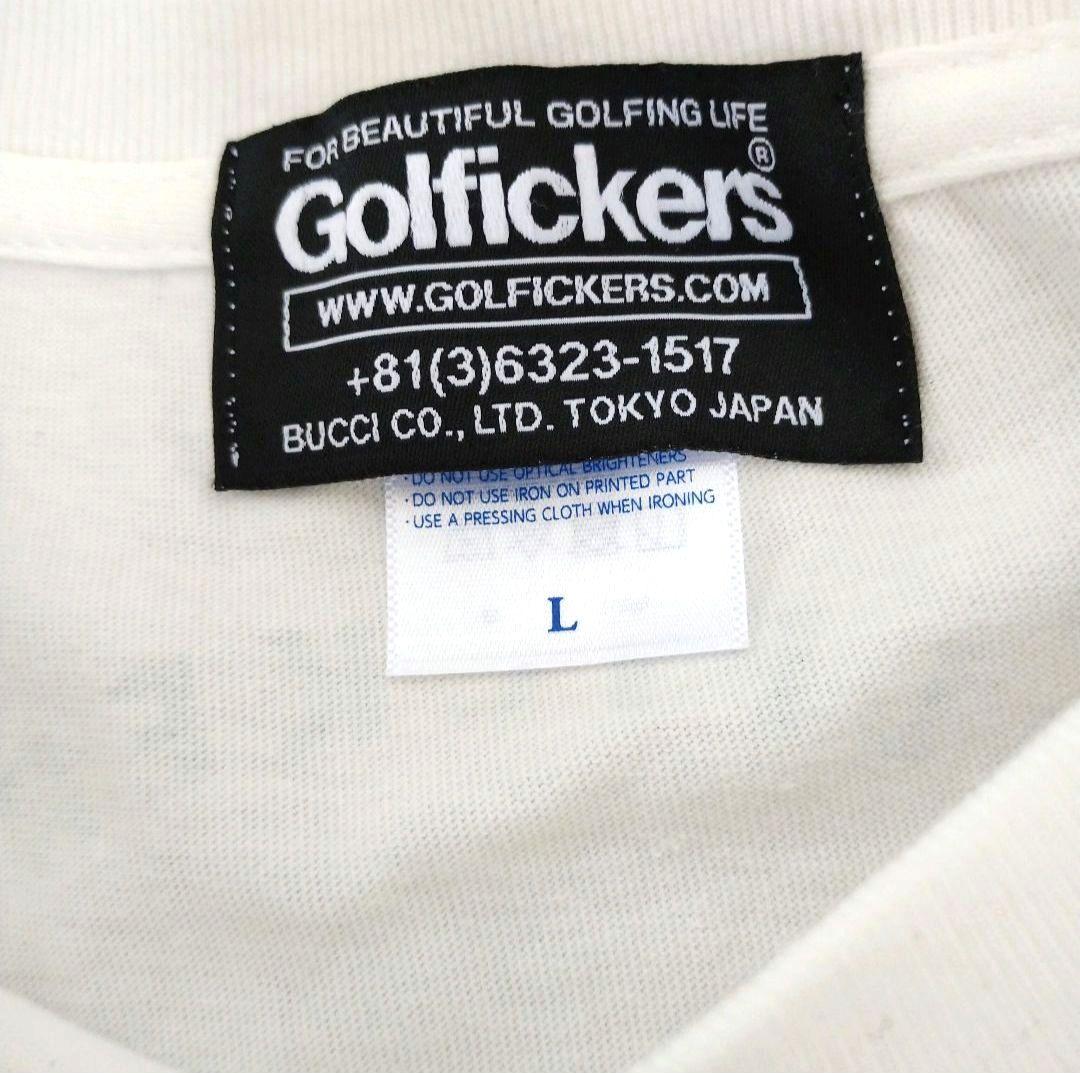 FOR BEAUTIFUL GOLFING LIFE
Golfickers®
WWW.GOLFICKERS.COM
+81(3)6323-1517
BUCCI CO., LTD. TOKYO JAPAN
・DO NOT USE OPTICAL BRIGHTENERS
・DO NOT USE IRON ON PRINTED PART
・USE A PRESSING CLOTH WHEN IRONING
L